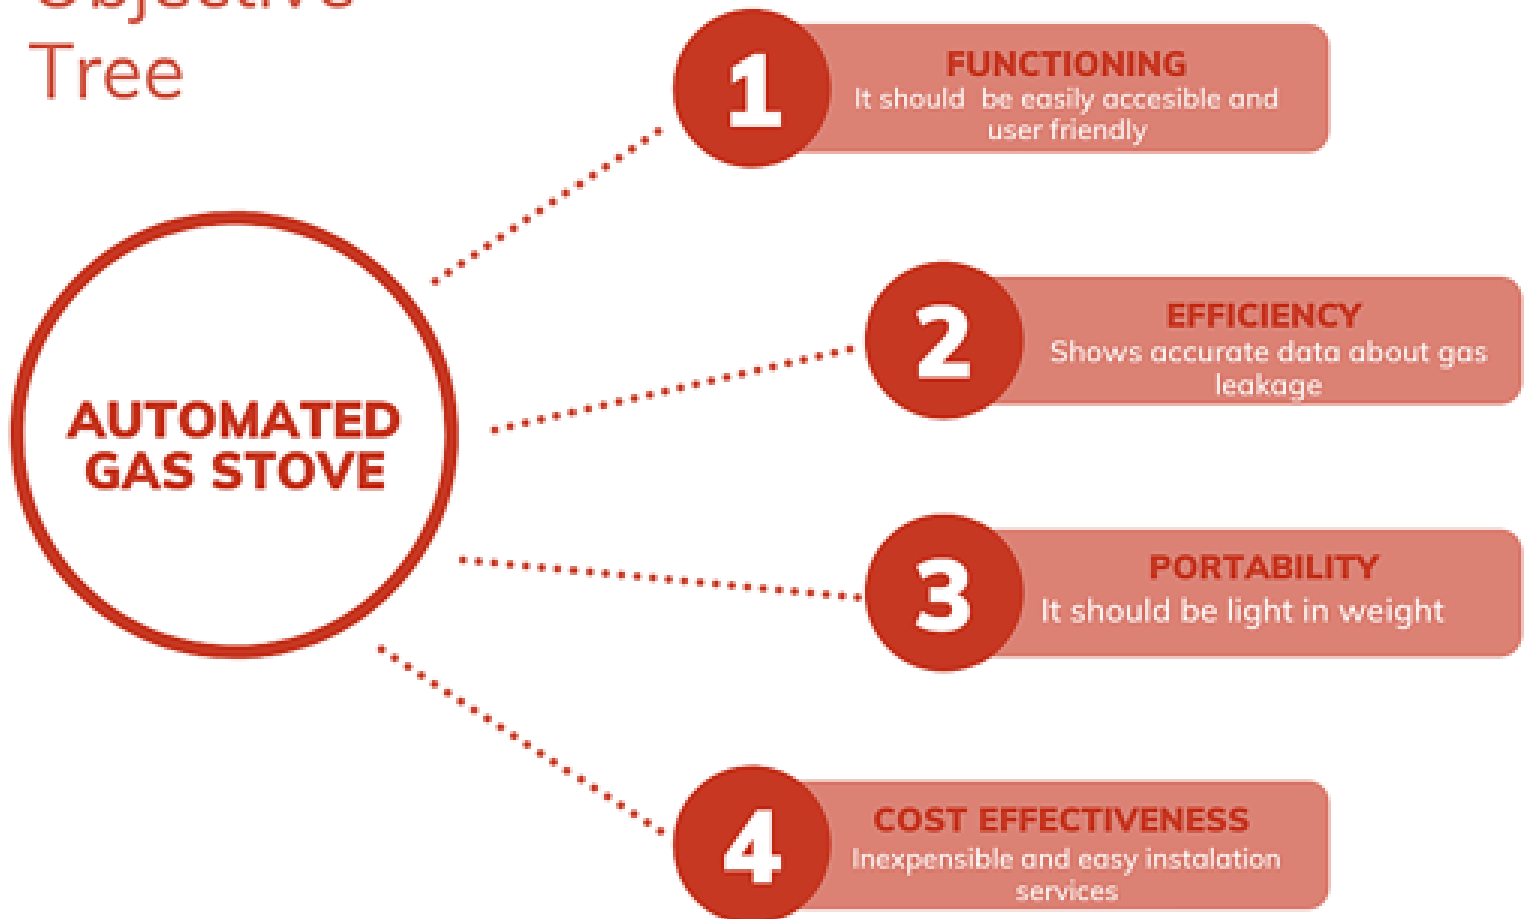 Objective
Tree
1
FUNCTIONING
It should be easily accesible and
user friendly
AUTOMATED
GAS STOVE
2
EFFICIENCY
Shows accurate data about gas
leakage
3
PORTABILITY
It should be light in weight
4
COST EFFECTIVENESS
Inexpensible and easy instalation
services